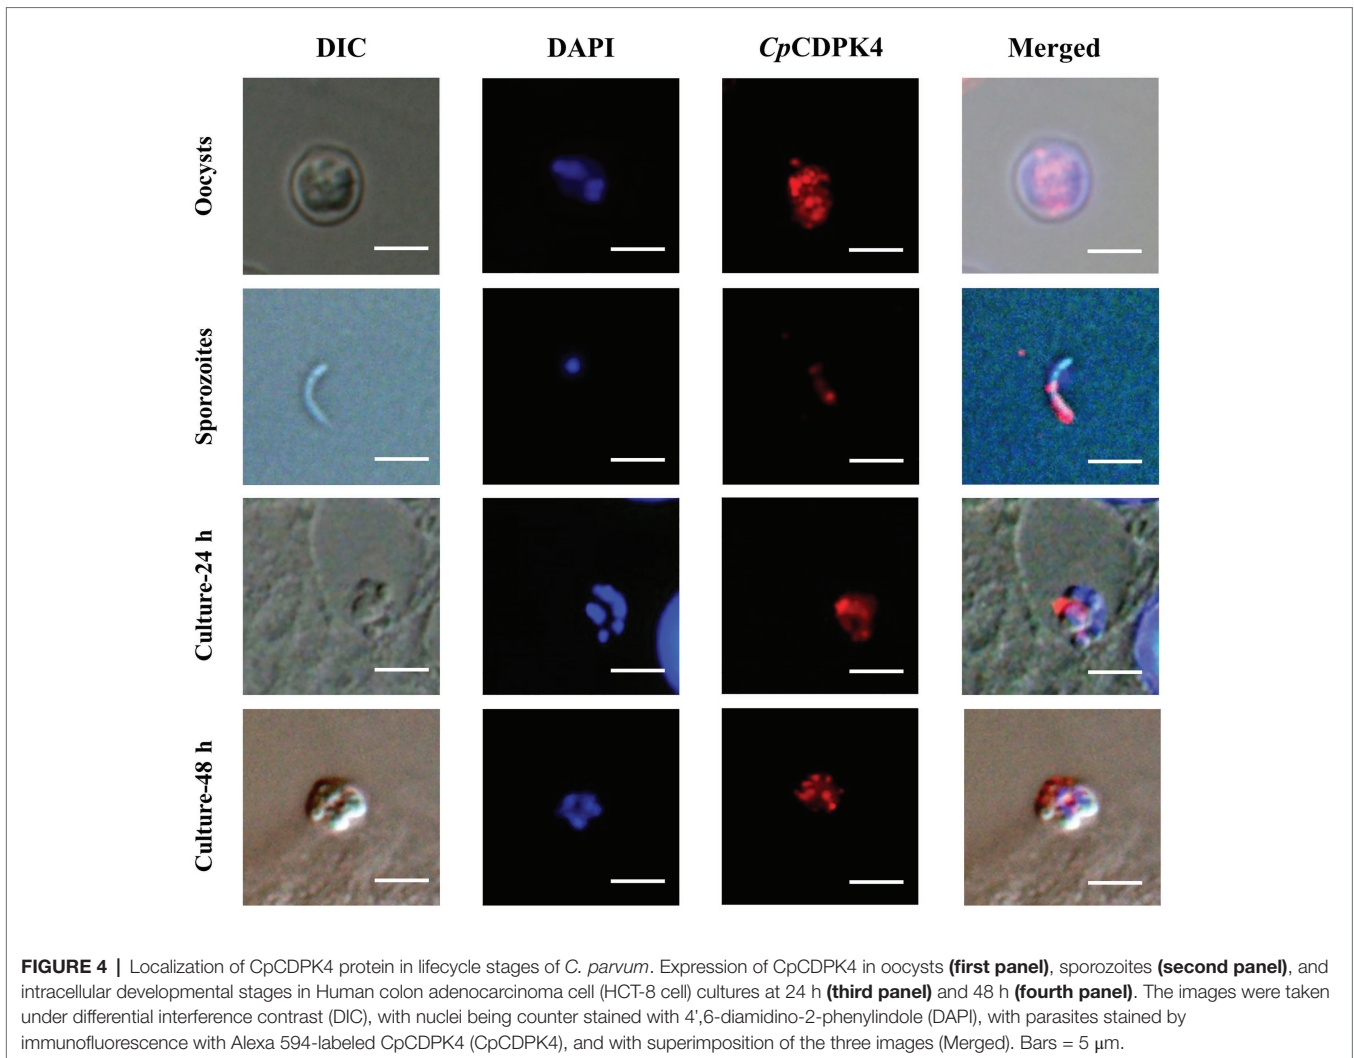 DIC DAPI CpCDPK4 Merged
Oocysts
Sporozoites
Culture-24 h
Culture-48 h
FIGURE 4 | Localization of CpCDPK4 protein in lifecycle stages of C. parvum. Expression of CpCDPK4 in oocysts (first panel), sporozoites (second panel), and
intracellular developmental stages in Human colon adenocarcinoma cell (HCT-8 cell) cultures at 24 h (third panel) and 48 h (fourth panel). The images were taken
under differential interference contrast (DIC), with nuclei being counter stained with 4',6-diamidino-2-phenylindole (DAPI), with parasites stained by
immunofluorescence with Alexa 594-labeled CpCDPK4 (CpCDPK4), and with superimposition of the three images (Merged). Bars = 5 μm.